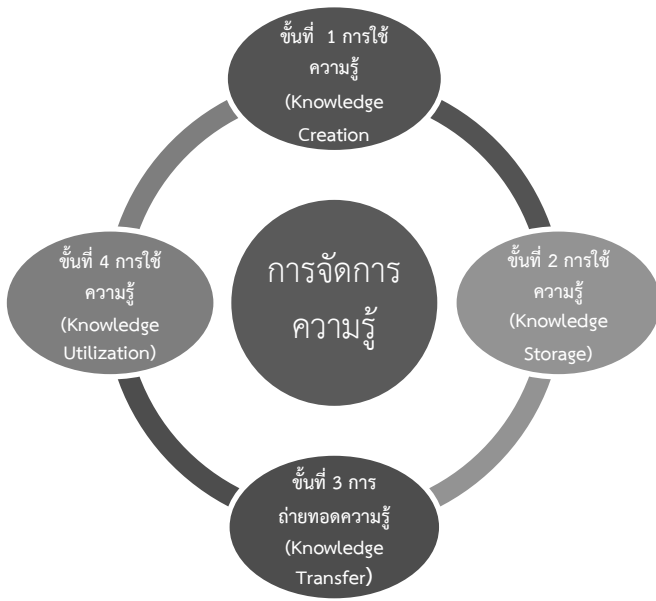 ขั้นที่  1 การใช้
ความรู้
(Knowledge
Creation
ขั้นที่ 4 การใช้
ความรู้
(Knowledge
Utilization)
การจัดการ
ความรู้
ขั้นที่ 2 การใช้
ความรู้
(Knowledge
Storage)
ขั้นที่ 3 การ
ถ่ายทอดความรู้
(Knowledge
Transfer)